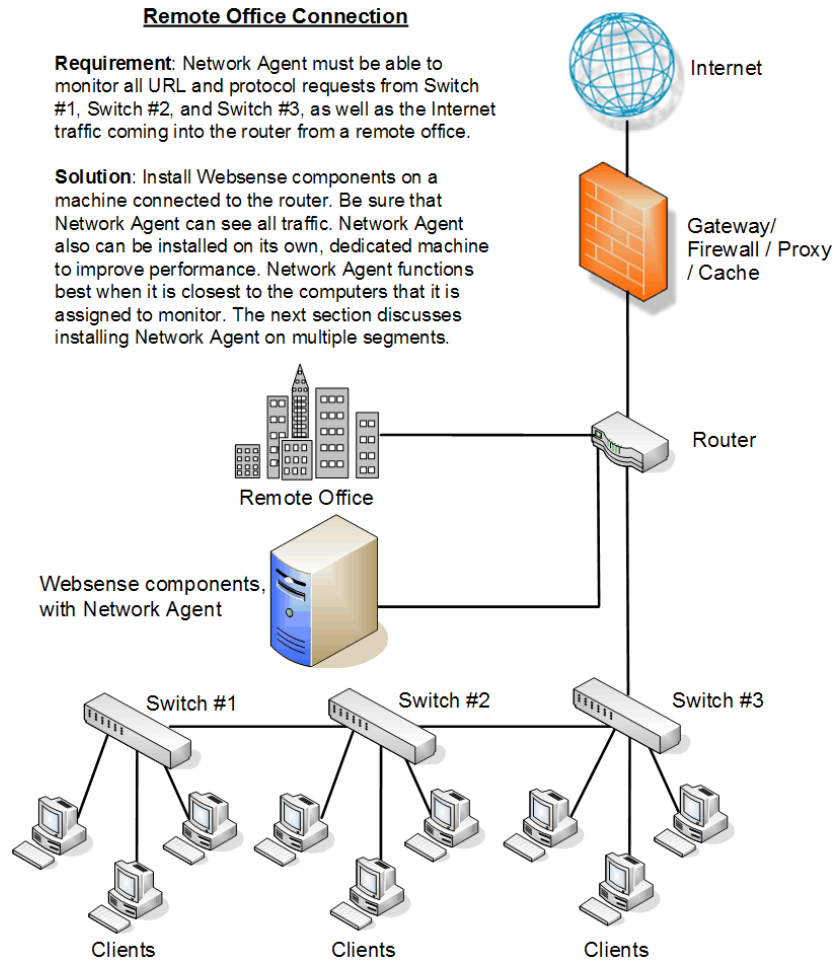 Remote Office Connection
Requirement: Network Agent must be able to
monitor all URL and protocol requests from Switch
#1, Switch #2, and Switch #3, as well as the Internet
traffic coming into the router from a remote office.
Solution: Install Websense components on a
machine connected to the router. Be sure that
Network Agent can see all traffic. Network Agent
also can be installed on its own, dedicated machine
to improve performance. Network Agent functions
best when it is closest to the computers that it is
assigned to monitor. The next section discusses
installing Network Agent on multiple segments.
Internet
Gateway/
Firewall / Proxy
/ Cache
Router
Remote Office
Websense components,
with Network Agent
Switch #1
Switch #2
Switch #3
Clients
Clients
Clients